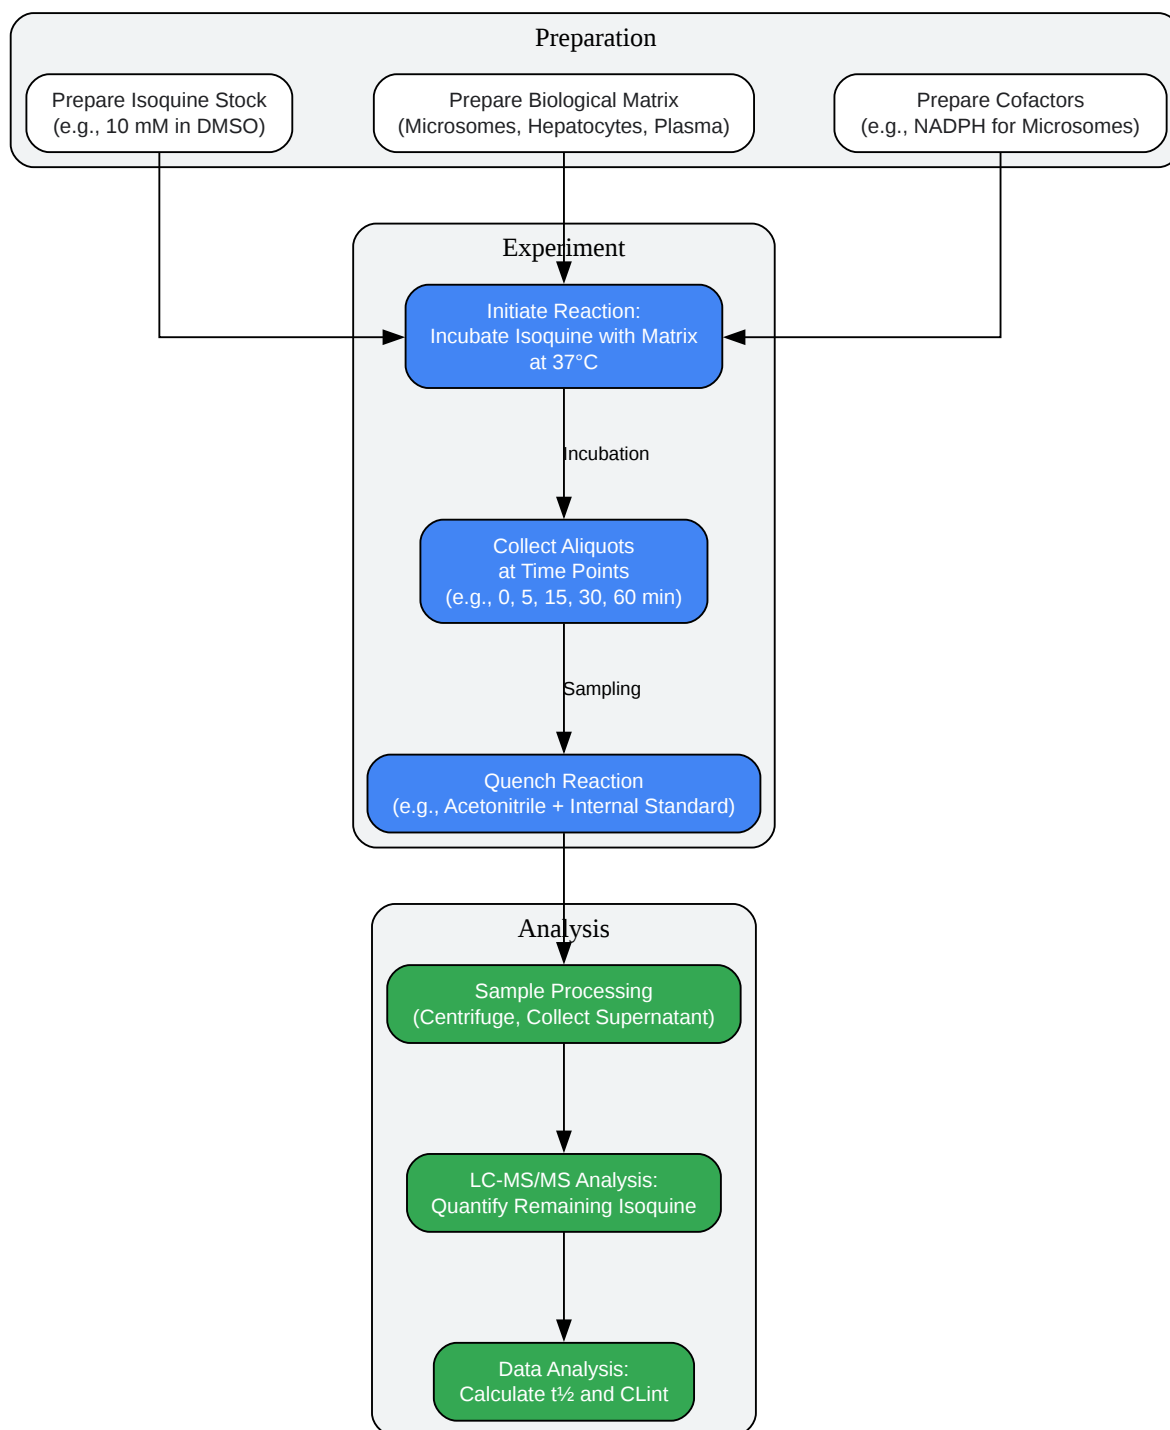 Preparation
Prepare Isoquine Stock
(e.g., 10 mM in DMSO)
Prepare Biological Matrix
(Microsomes, Hepatocytes, Plasma)
Prepare Cofactors
(e.g., NADPH for Microsomes)
Experiment
Initiate Reaction:
Incubate Isoquine with Matrix
at 37°C
Incubation
Collect Aliquots
at Time Points
(e.g., 0, 5, 15, 30, 60 min)
Sampling
Quench Reaction
(e.g., Acetonitrile + Internal Standard)
Analysis
Sample Processing
(Centrifuge, Collect Supernatant)
LC-MS/MS Analysis:
Quantify Remaining Isoquine
Data Analysis:
Calculate t½ and CLint